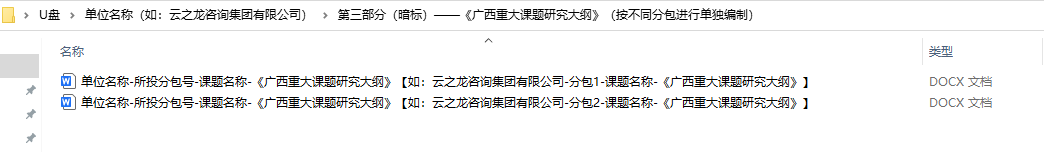 U盘 › 单位名称（如：云之龙咨询集团有限公司） › 第三部分（暗标）——《广西重大课题研究大纲》（按不同分包进行单独编制）
名称 类型
单位名称-所投分包号-课题名称-《广西重大课题研究大纲》【如：云之龙咨询集团有限公司-分包1-课题名称-《广西重大课题研究大纲》】 DOCX 文档
单位名称-所投分包号-课题名称-《广西重大课题研究大纲》【如：云之龙咨询集团有限公司-分包2-课题名称-《广西重大课题研究大纲》】 DOCX 文档